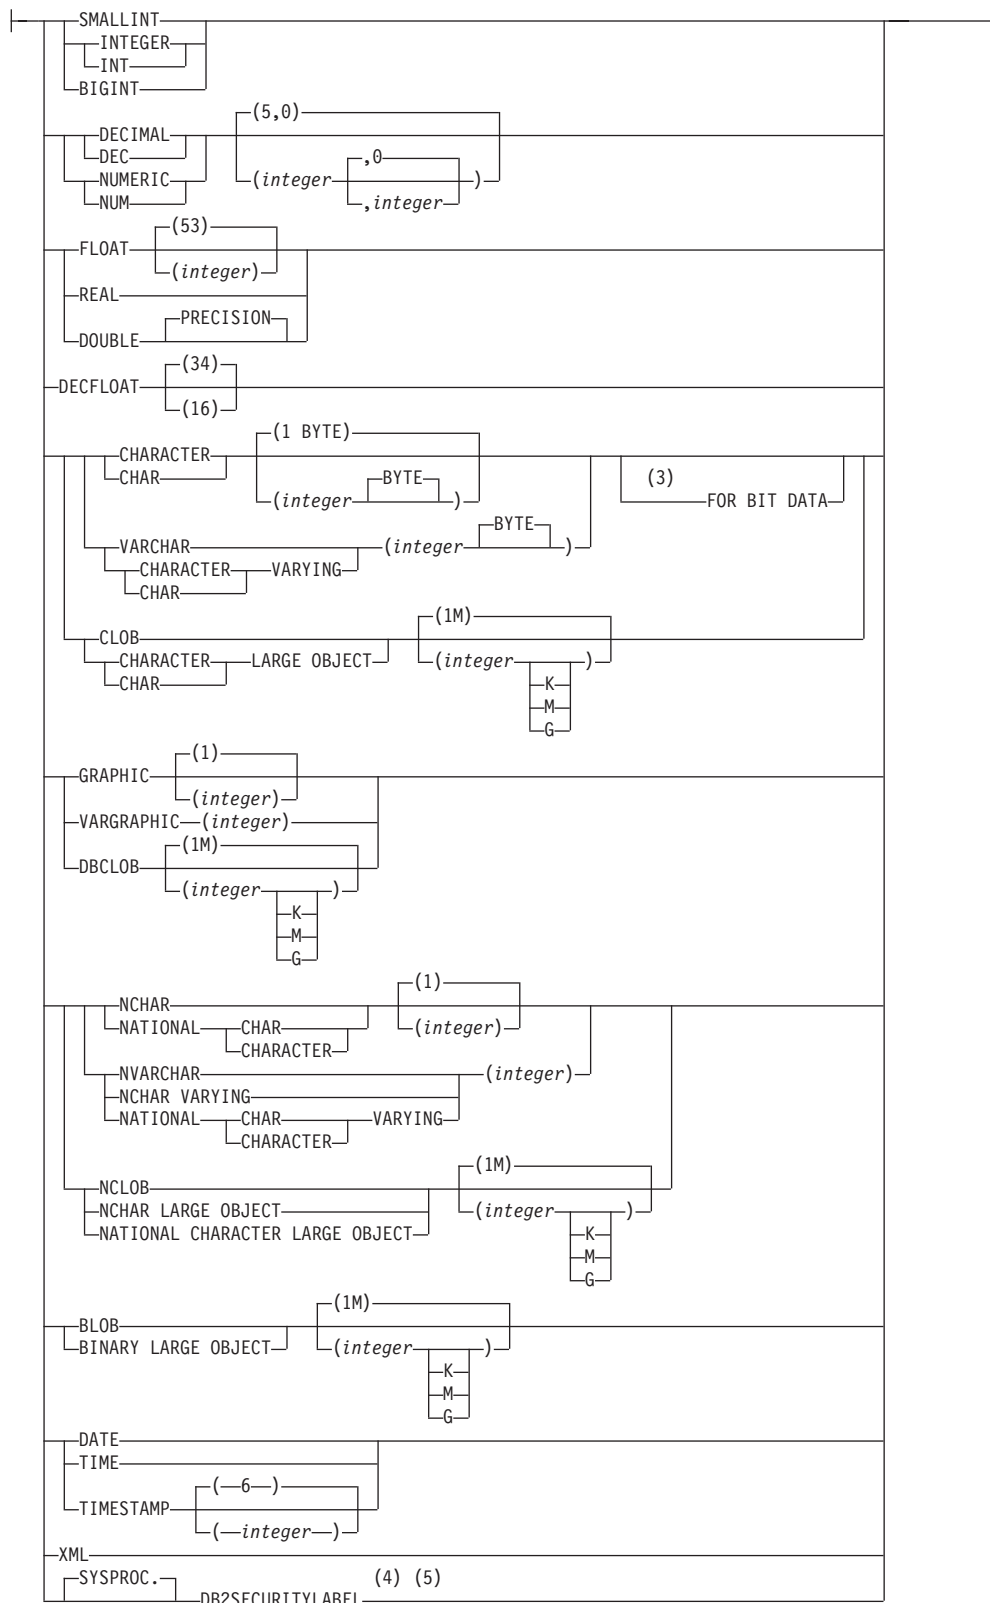 SMALLINT
INTEGER
INT
BIGINT
(5,0)
DECIMAL
DEC ,0
NUMERIC (integer )
NUM ,integer
(53)
FLOAT
(integer)
REAL
PRECISION
DOUBLE
(34)
DECFLOAT
(16)
(1 BYTE)
CHARACTER
CHAR BYTE (3)
(integer ) FOR BIT DATA
BYTE
VARCHAR (integer )
CHARACTER VARYING
CHAR
(1M)
CLOB
CHARACTER LARGE OBJECT (integer )
CHAR K
M
G
(1)
GRAPHIC
(integer)
VARGRAPHIC (integer)
(1M)
DBCLOB
(integer )
K
M
G
(1)
NCHAR
NATIONAL CHAR (integer)
CHARACTER
NVARCHAR (integer)
NCHAR VARYING
NATIONAL CHAR VARYING
CHARACTER
(1M)
NCLOB
NCHAR LARGE OBJECT (integer )
NATIONAL CHARACTER LARGE OBJECT K
M
G
(1M)
BLOB
BINARY LARGE OBJECT (integer )
K
M
G
DATE
TIME
( 6 )
TIMESTAMP
( integer )
XML
SYSPROC. (4) (5)
DB2SECURITYLABEL